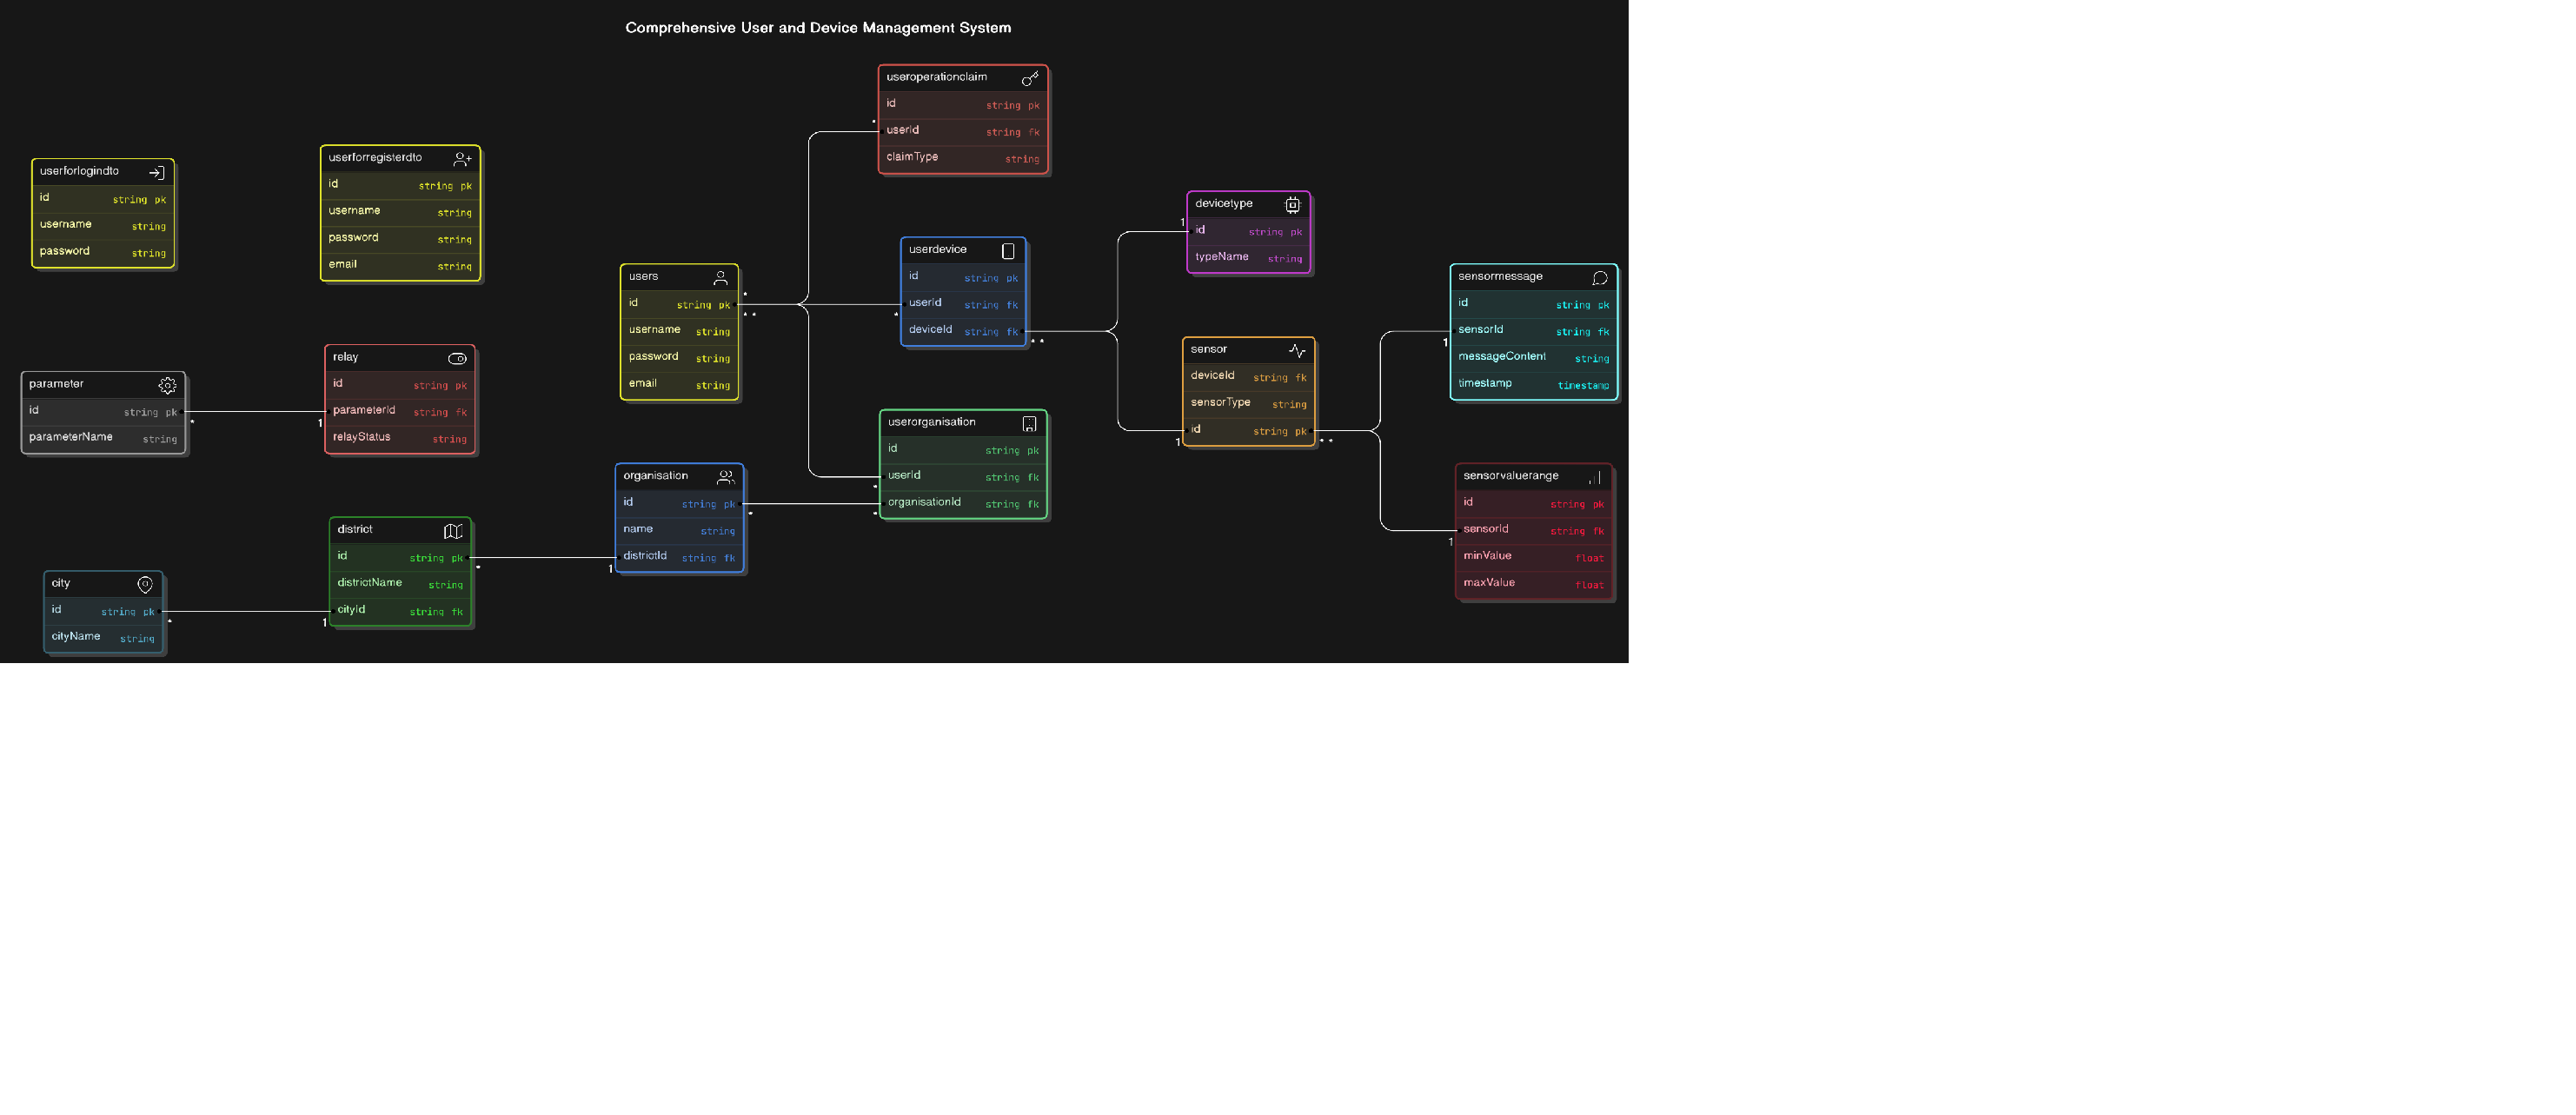 Comprehensive User and Device Management System
useroperationclaim
id string pk
userId string fk
claimType string
*
userforlogindto
id string pk
username string
password string
userforregisterdto
id string pk
username string
password string
email string
users
id string pk
username string
password string
email string
*
* *
userdevice
id string pk
userId string fk
deviceId string fk
*
* *
devicetype
id string pk
typeName string
1
sensor
deviceId string fk
sensorType string
id string pk
1
* *
sensormessage
id string pk
sensorId string fk
messageContent string
timestamp timestamp
1
parameter
id string pk
parameterName string
*
relay
id string pk
parameterId string fk
relayStatus string
1
userorganisation
id string pk
userId string fk
organisationId string fk
*
*
organisation
id string pk
name string
districtId string fk
*
1
sensorvaluerange
id string pk
sensorId string fk
minValue float
maxValue float
1
district
id string pk
districtName string
cityId string fk
*
1
city
id string pk
cityName string
*